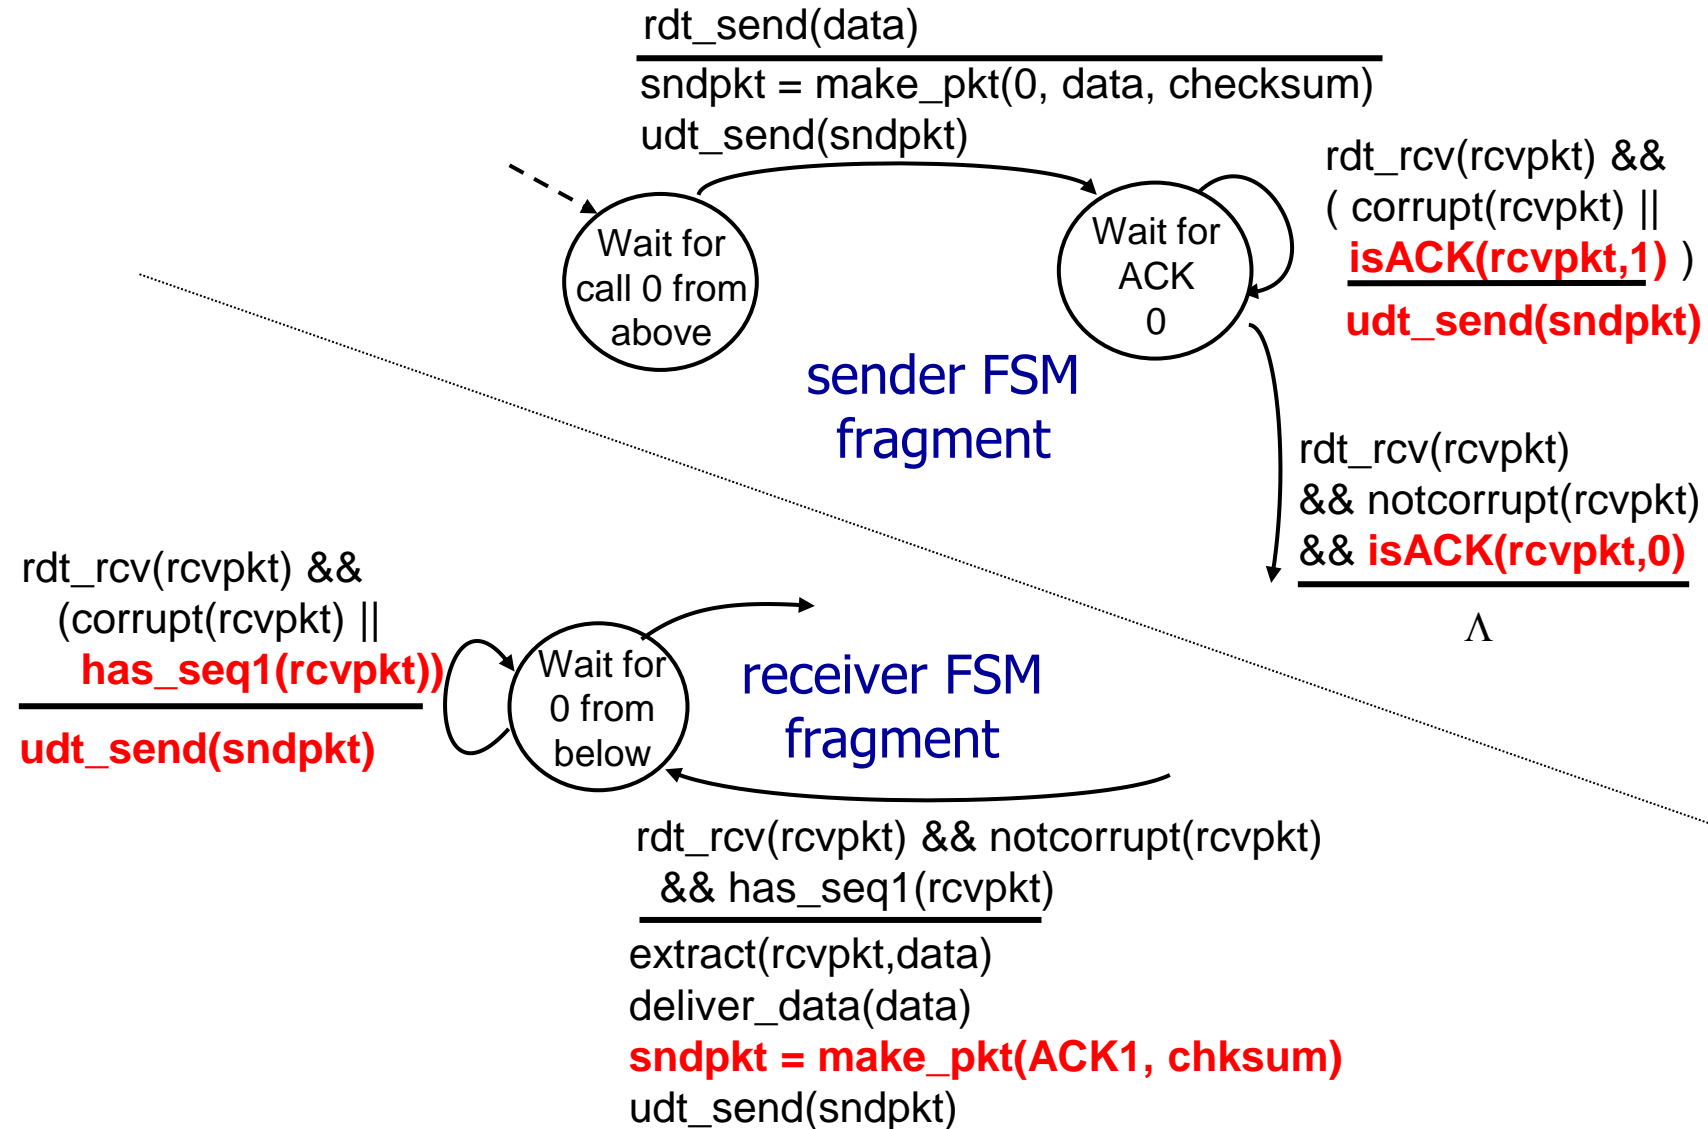 rdt_send(data)
sndpkt = make_pkt(0, data, checksum)
udt_send(sndpkt)
Wait for
call 0 from
above
Wait for
ACK
0
rdt_rcv(rcvpkt) &&
( corrupt(rcvpkt) ||
isACK(rcvpkt,1) )
udt_send(sndpkt)
sender FSM
fragment
rdt_rcv(rcvpkt)
&& notcorrupt(rcvpkt)
&& isACK(rcvpkt,0)
Λ
rdt_rcv(rcvpkt) &&
(corrupt(rcvpkt) ||
has_seq1(rcvpkt))
udt_send(sndpkt)
Wait for
0 from
below
receiver FSM
fragment
rdt_rcv(rcvpkt) && notcorrupt(rcvpkt)
&& has_seq1(rcvpkt)
extract(rcvpkt,data)
deliver_data(data)
sndpkt = make_pkt(ACK1, chksum)
udt_send(sndpkt)